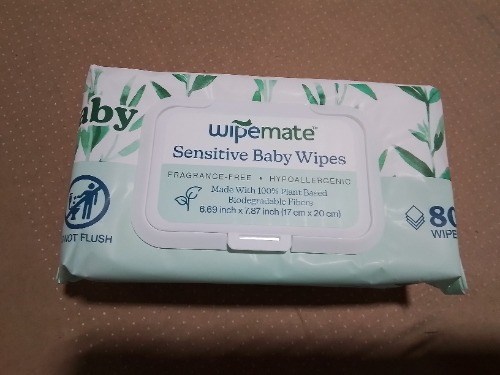 aby
wipemate
Sensitive Baby Wipes
FRAGRANCE-FREE • HYPOALLERGENIC
Made With 100% Plant Based
Biodegradable Fibers
6.69 inch x 7.87 inch (17 cm x 20 cm)
NOT FLUSH
80
WIPE